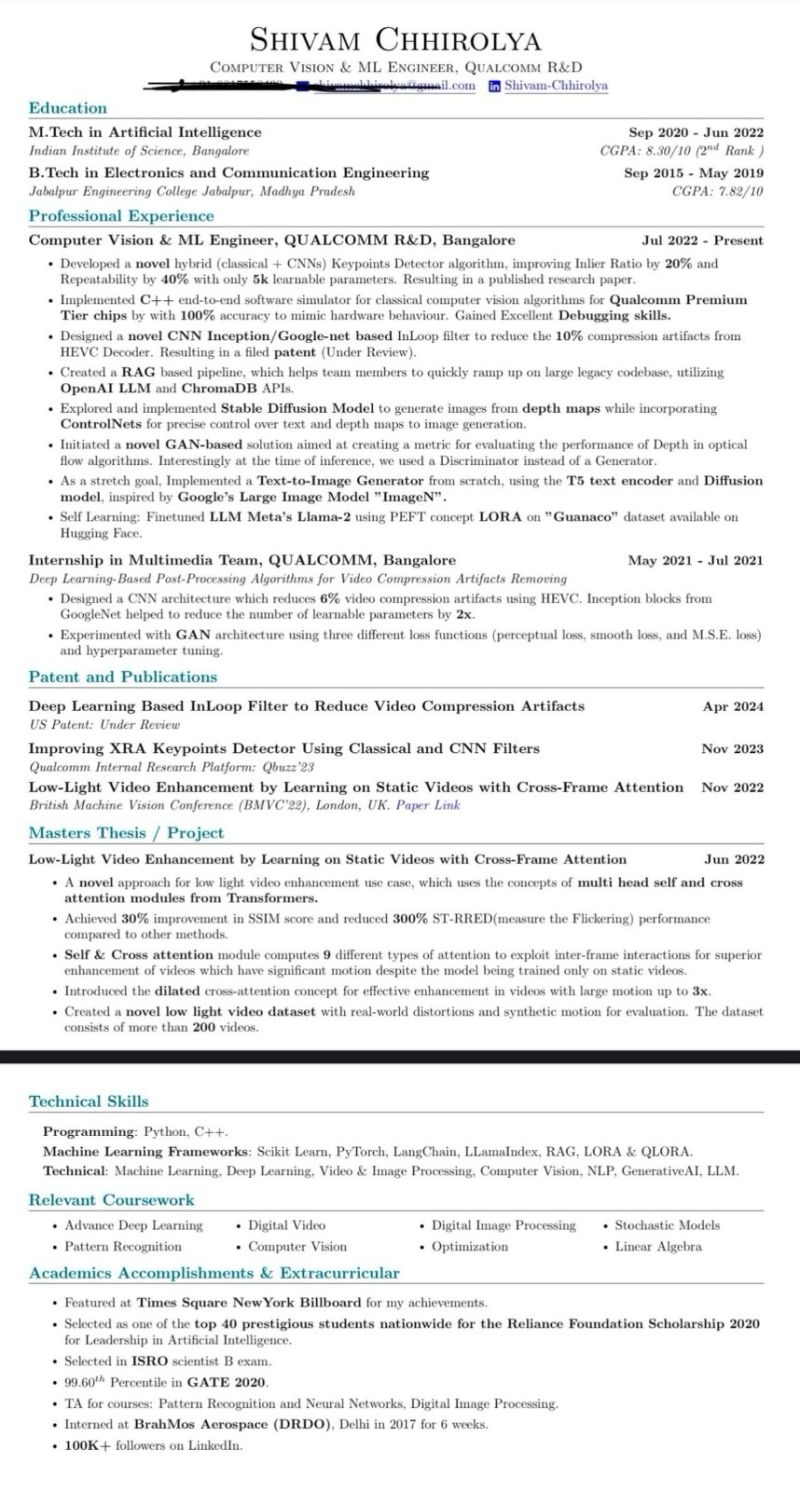 SHIVAM CHHIROLYA
COMPUTER VISION & ML ENGINEER, QUALCOMM R&D
shivamchhirolya@gmail.com Shivam-Chhirolya
Education
M.Tech in Artificial Intelligence Sep 2020 - Jun 2022
Indian Institute of Science, Bangalore CGPA: 8.30/10 (2nd Rank )
B.Tech in Electronics and Communication Engineering Sep 2015 - May 2019
Jabalpur Engineering College Jabalpur, Madhya Pradesh CGPA: 7.82/10
Professional Experience
Computer Vision & ML Engineer, QUALCOMM R&D, Bangalore Jul 2022 - Present
• Developed a novel hybrid (classical + CNNs) Keypoints Detector algorithm, improving Inlier Ratio by 20% and
Repeatability by 40% with only 5k learnable parameters. Resulting in a published research paper.
• Implemented C++ end-to-end software simulator for classical computer vision algorithms for Qualcomm Premium
Tier chips by with 100% accuracy to mimic hardware behaviour. Gained Excellent Debugging skills.
• Designed a novel CNN Inception/Google-net based InLoop filter to reduce the 10% compression artifacts from
HEVC Decoder. Resulting in a filed patent (Under Review).
• Created a RAG based pipeline, which helps team members to quickly ramp up on large legacy codebase, utilizing
OpenAI LLM and ChromaDB APIs.
• Explored and implemented Stable Diffusion Model to generate images from depth maps while incorporating
ControlNets for precise control over text and depth maps to image generation.
• Initiated a novel GAN-based solution aimed at creating a metric for evaluating the performance of Depth in optical
flow algorithms. Interestingly at the time of inference, we used a Discriminator instead of a Generator.
• As a stretch goal, Implemented a Text-to-Image Generator from scratch, using the T5 text encoder and Diffusion
model, inspired by Google's Large Image Model "ImageN".
• Self Learning: Finetuned LLM Meta's Llama-2 using PEFT concept LORA on "Guanaco" dataset available on
Hugging Face.
Internship in Multimedia Team, QUALCOMM, Bangalore May 2021 - Jul 2021
Deep Learning-Based Post-Processing Algorithms for Video Compression Artifacts Removing
• Designed a CNN architecture which reduces 6% video compression artifacts using HEVC. Inception blocks from
GoogleNet helped to reduce the number of learnable parameters by 2x.
• Experimented with GAN architecture using three different loss functions (perceptual loss, smooth loss, and M.S.E. loss)
and hyperparameter tuning.
Patent and Publications
Deep Learning Based InLoop Filter to Reduce Video Compression Artifacts Apr 2024
US Patent: Under Review
Improving XRA Keypoints Detector Using Classical and CNN Filters Nov 2023
Qualcomm Internal Research Platform: Qbuzz'23
Low-Light Video Enhancement by Learning on Static Videos with Cross-Frame Attention Nov 2022
British Machine Vision Conference (BMVC'22), London, UK. Paper Link
Masters Thesis / Project
Low-Light Video Enhancement by Learning on Static Videos with Cross-Frame Attention Jun 2022
• A novel approach for low light video enhancement use case, which uses the concepts of multi head self and cross
attention modules from Transformers.
• Achieved 30% improvement in SSIM score and reduced 300% ST-RRED(measure the Flickering) performance
compared to other methods.
• Self & Cross attention module computes 9 different types of attention to exploit inter-frame interactions for superior
enhancement of videos which have significant motion despite the model being trained only on static videos.
• Introduced the dilated cross-attention concept for effective enhancement in videos with large motion up to 3x.
• Created a novel low light video dataset with real-world distortions and synthetic motion for evaluation. The dataset
consists of more than 200 videos.
Technical Skills
Programming: Python, C++.
Machine Learning Frameworks: Scikit Learn, PyTorch, LangChain, LLamaIndex, RAG, LORA & QLORA.
Technical: Machine Learning, Deep Learning, Video & Image Processing, Computer Vision, NLP, GenerativeAI, LLM.
Relevant Coursework
• Advance Deep Learning • Digital Video • Digital Image Processing • Stochastic Models
• Pattern Recognition • Computer Vision • Optimization • Linear Algebra
Academics Accomplishments & Extracurricular
• Featured at Times Square NewYork Billboard for my achievements.
• Selected as one of the top 40 prestigious students nationwide for the Reliance Foundation Scholarship 2020
for Leadership in Artificial Intelligence.
• Selected in ISRO scientist B exam.
• 99.60th Percentile in GATE 2020.
• TA for courses: Pattern Recognition and Neural Networks, Digital Image Processing.
• Interned at BrahMos Aerospace (DRDO), Delhi in 2017 for 6 weeks.
• 100K+ followers on LinkedIn.